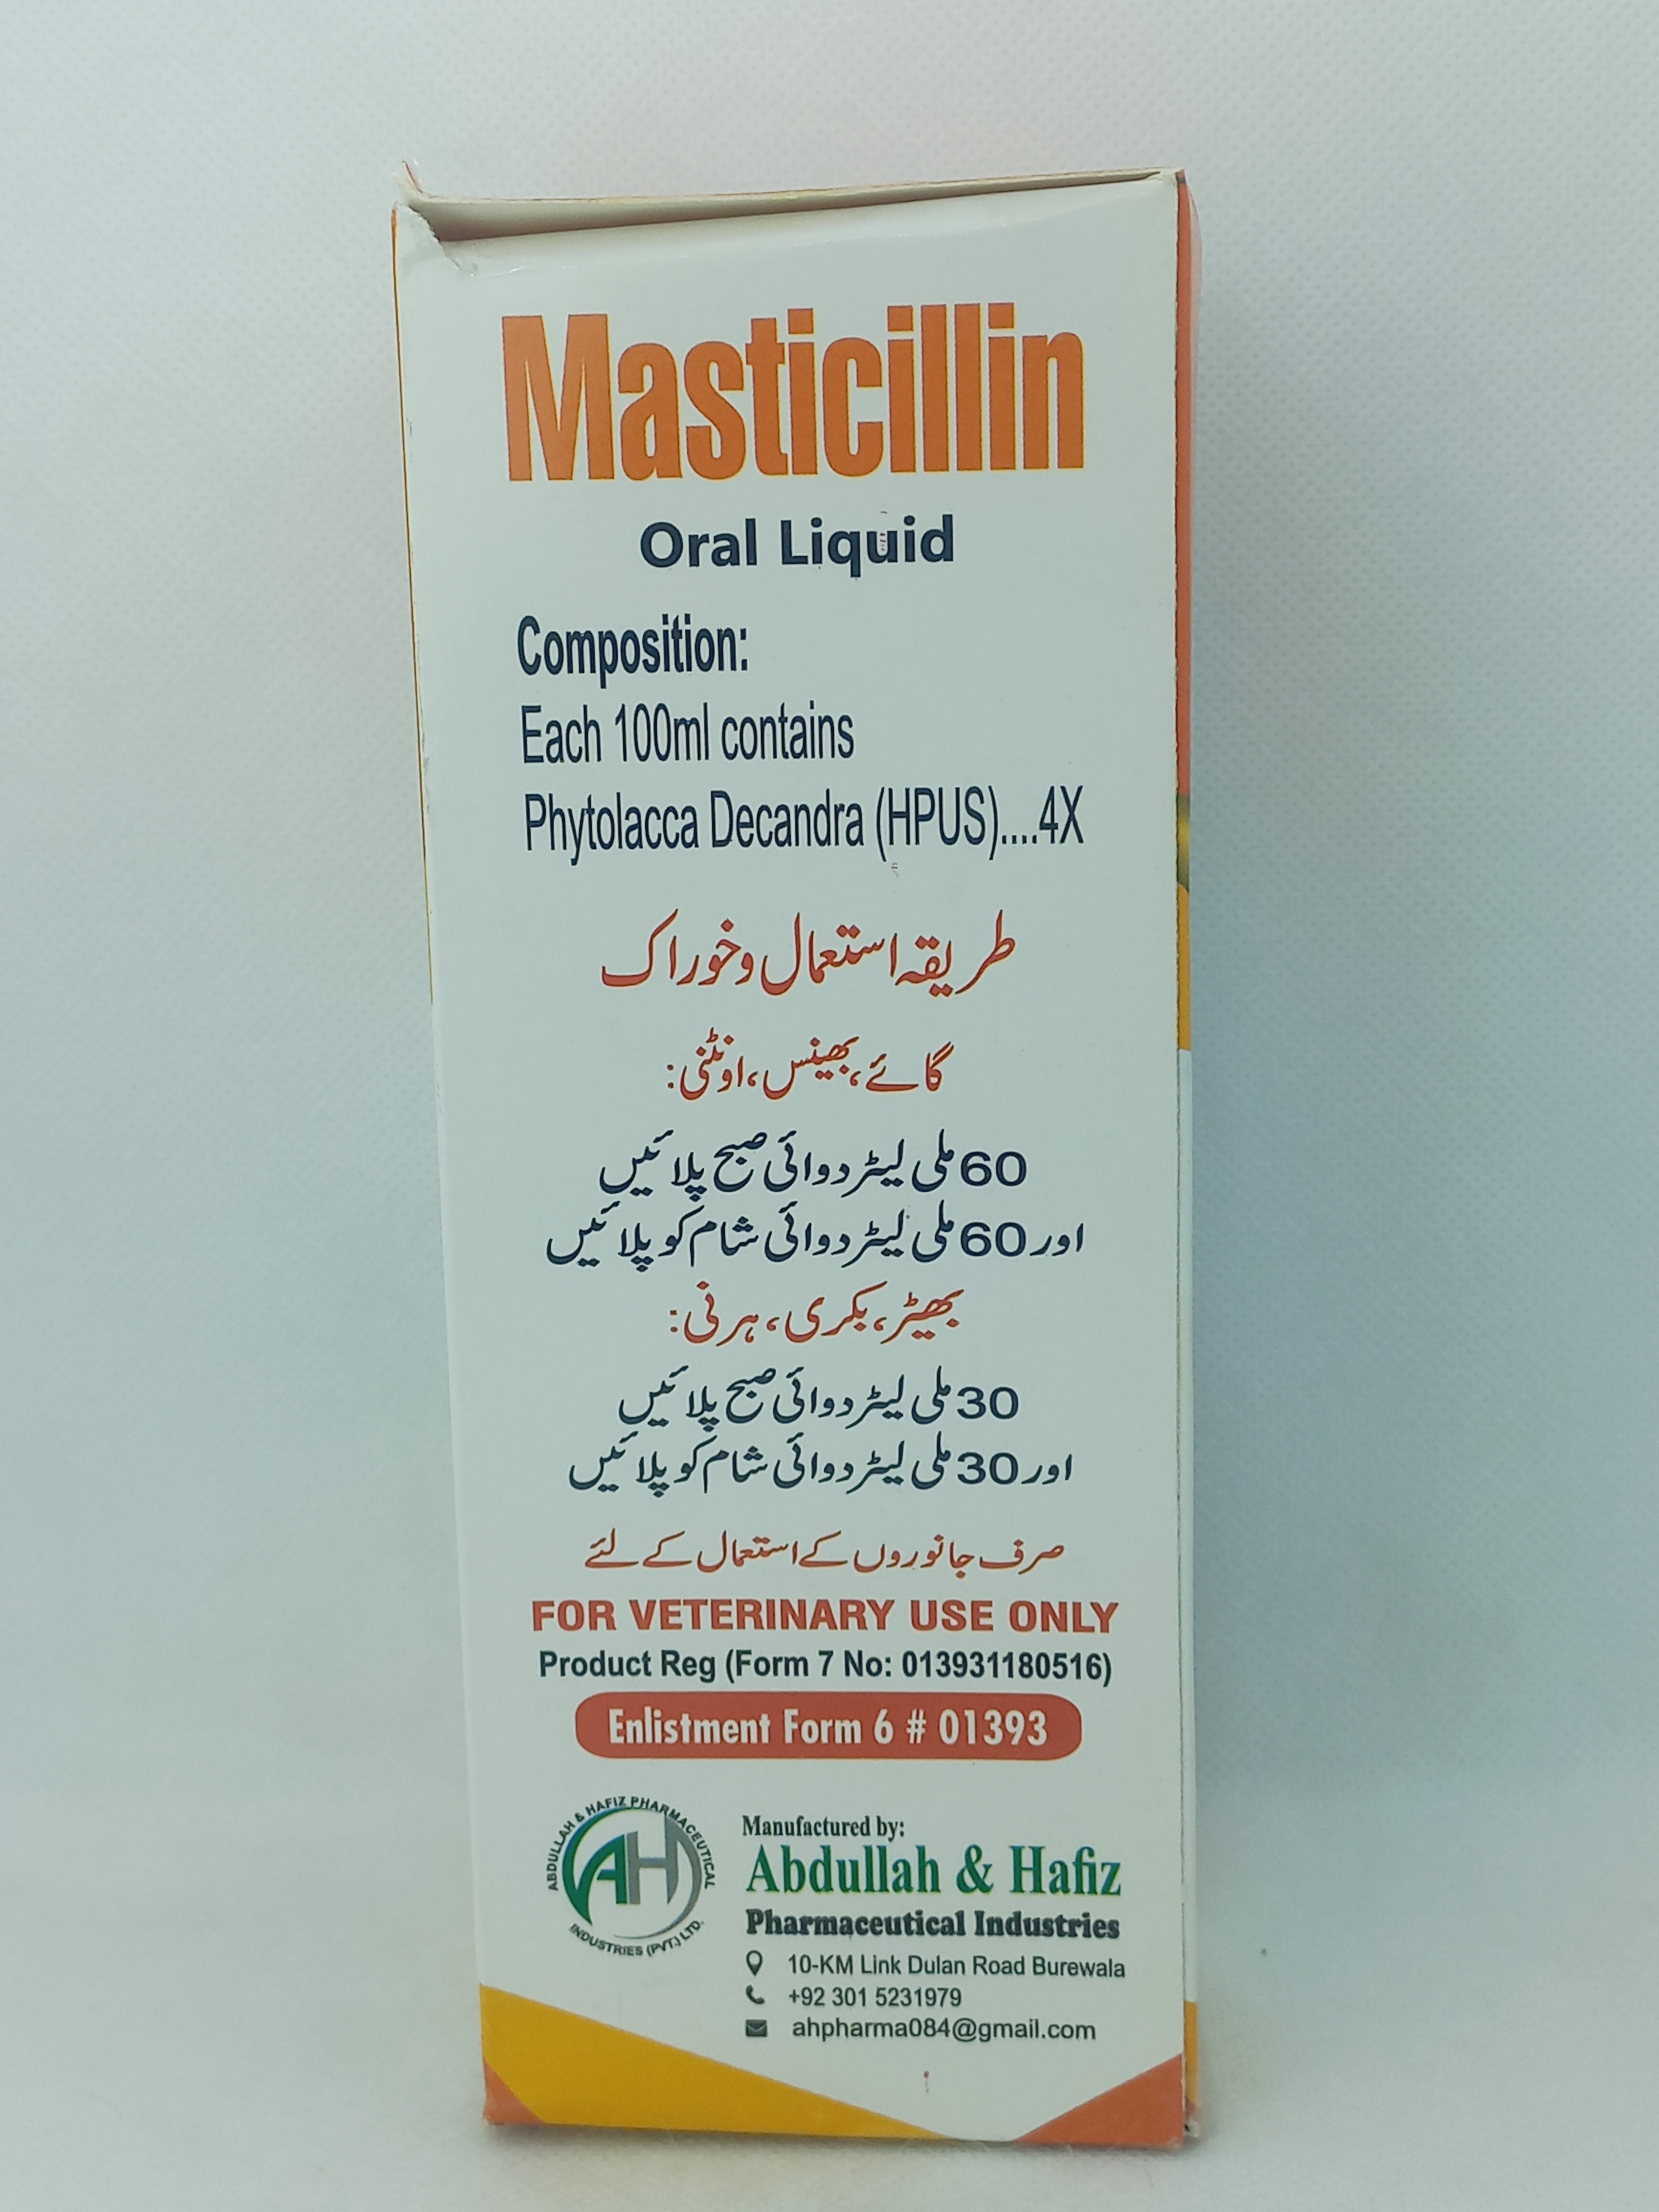 Masticillin
Oral Liquid
Composition:
Each 100ml contains
Phytolacca Decandra (HPUS)....4X
طریقہ استعمال و خوراک
گائے، بھینس، اونٹنی:
60 ملی لیٹر دوائی صبح پلائیں
اور 60 ملی لیٹر دوائی شام کو پلائیں
بھیڑ، بکری، ہرنی:
30 ملی لیٹر دوائی صبح پلائیں
اور 30 ملی لیٹر دوائی شام کو پلائیں
صرف جانوروں کے استعمال کے لئے
FOR VETERINARY USE ONLY
Product Reg (Form 7 No: 013931180516)
Enlistment Form 6 # 01393
ABDULLAH & HAFIZ PHARMACEUTICAL
AH
INDUSTRIES (PVT.) LTD.
Manufactured by:
Abdullah & Hafiz
Pharmaceutical Industries
10-KM Link Dulan Road Burewala
+92 301 5231979
ahpharma084@gmail.com